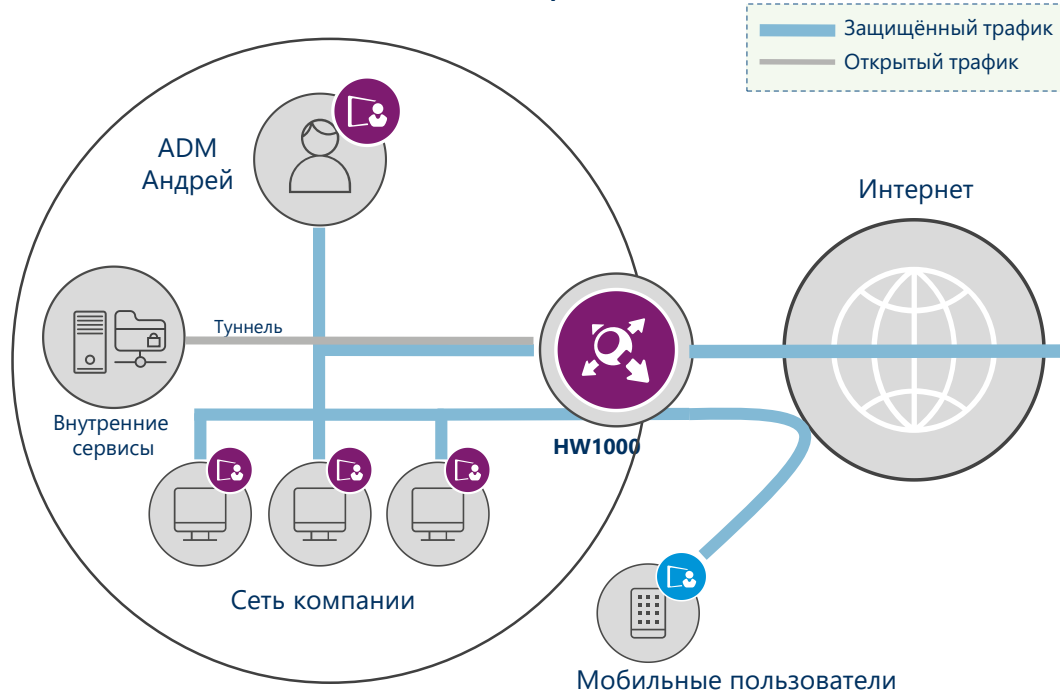 Защищённый трафик
Открытый трафик
ADM
Андрей
Интернет
Туннель
Внутренние
сервисы
HW1000
Сеть компании
Мобильные пользователи